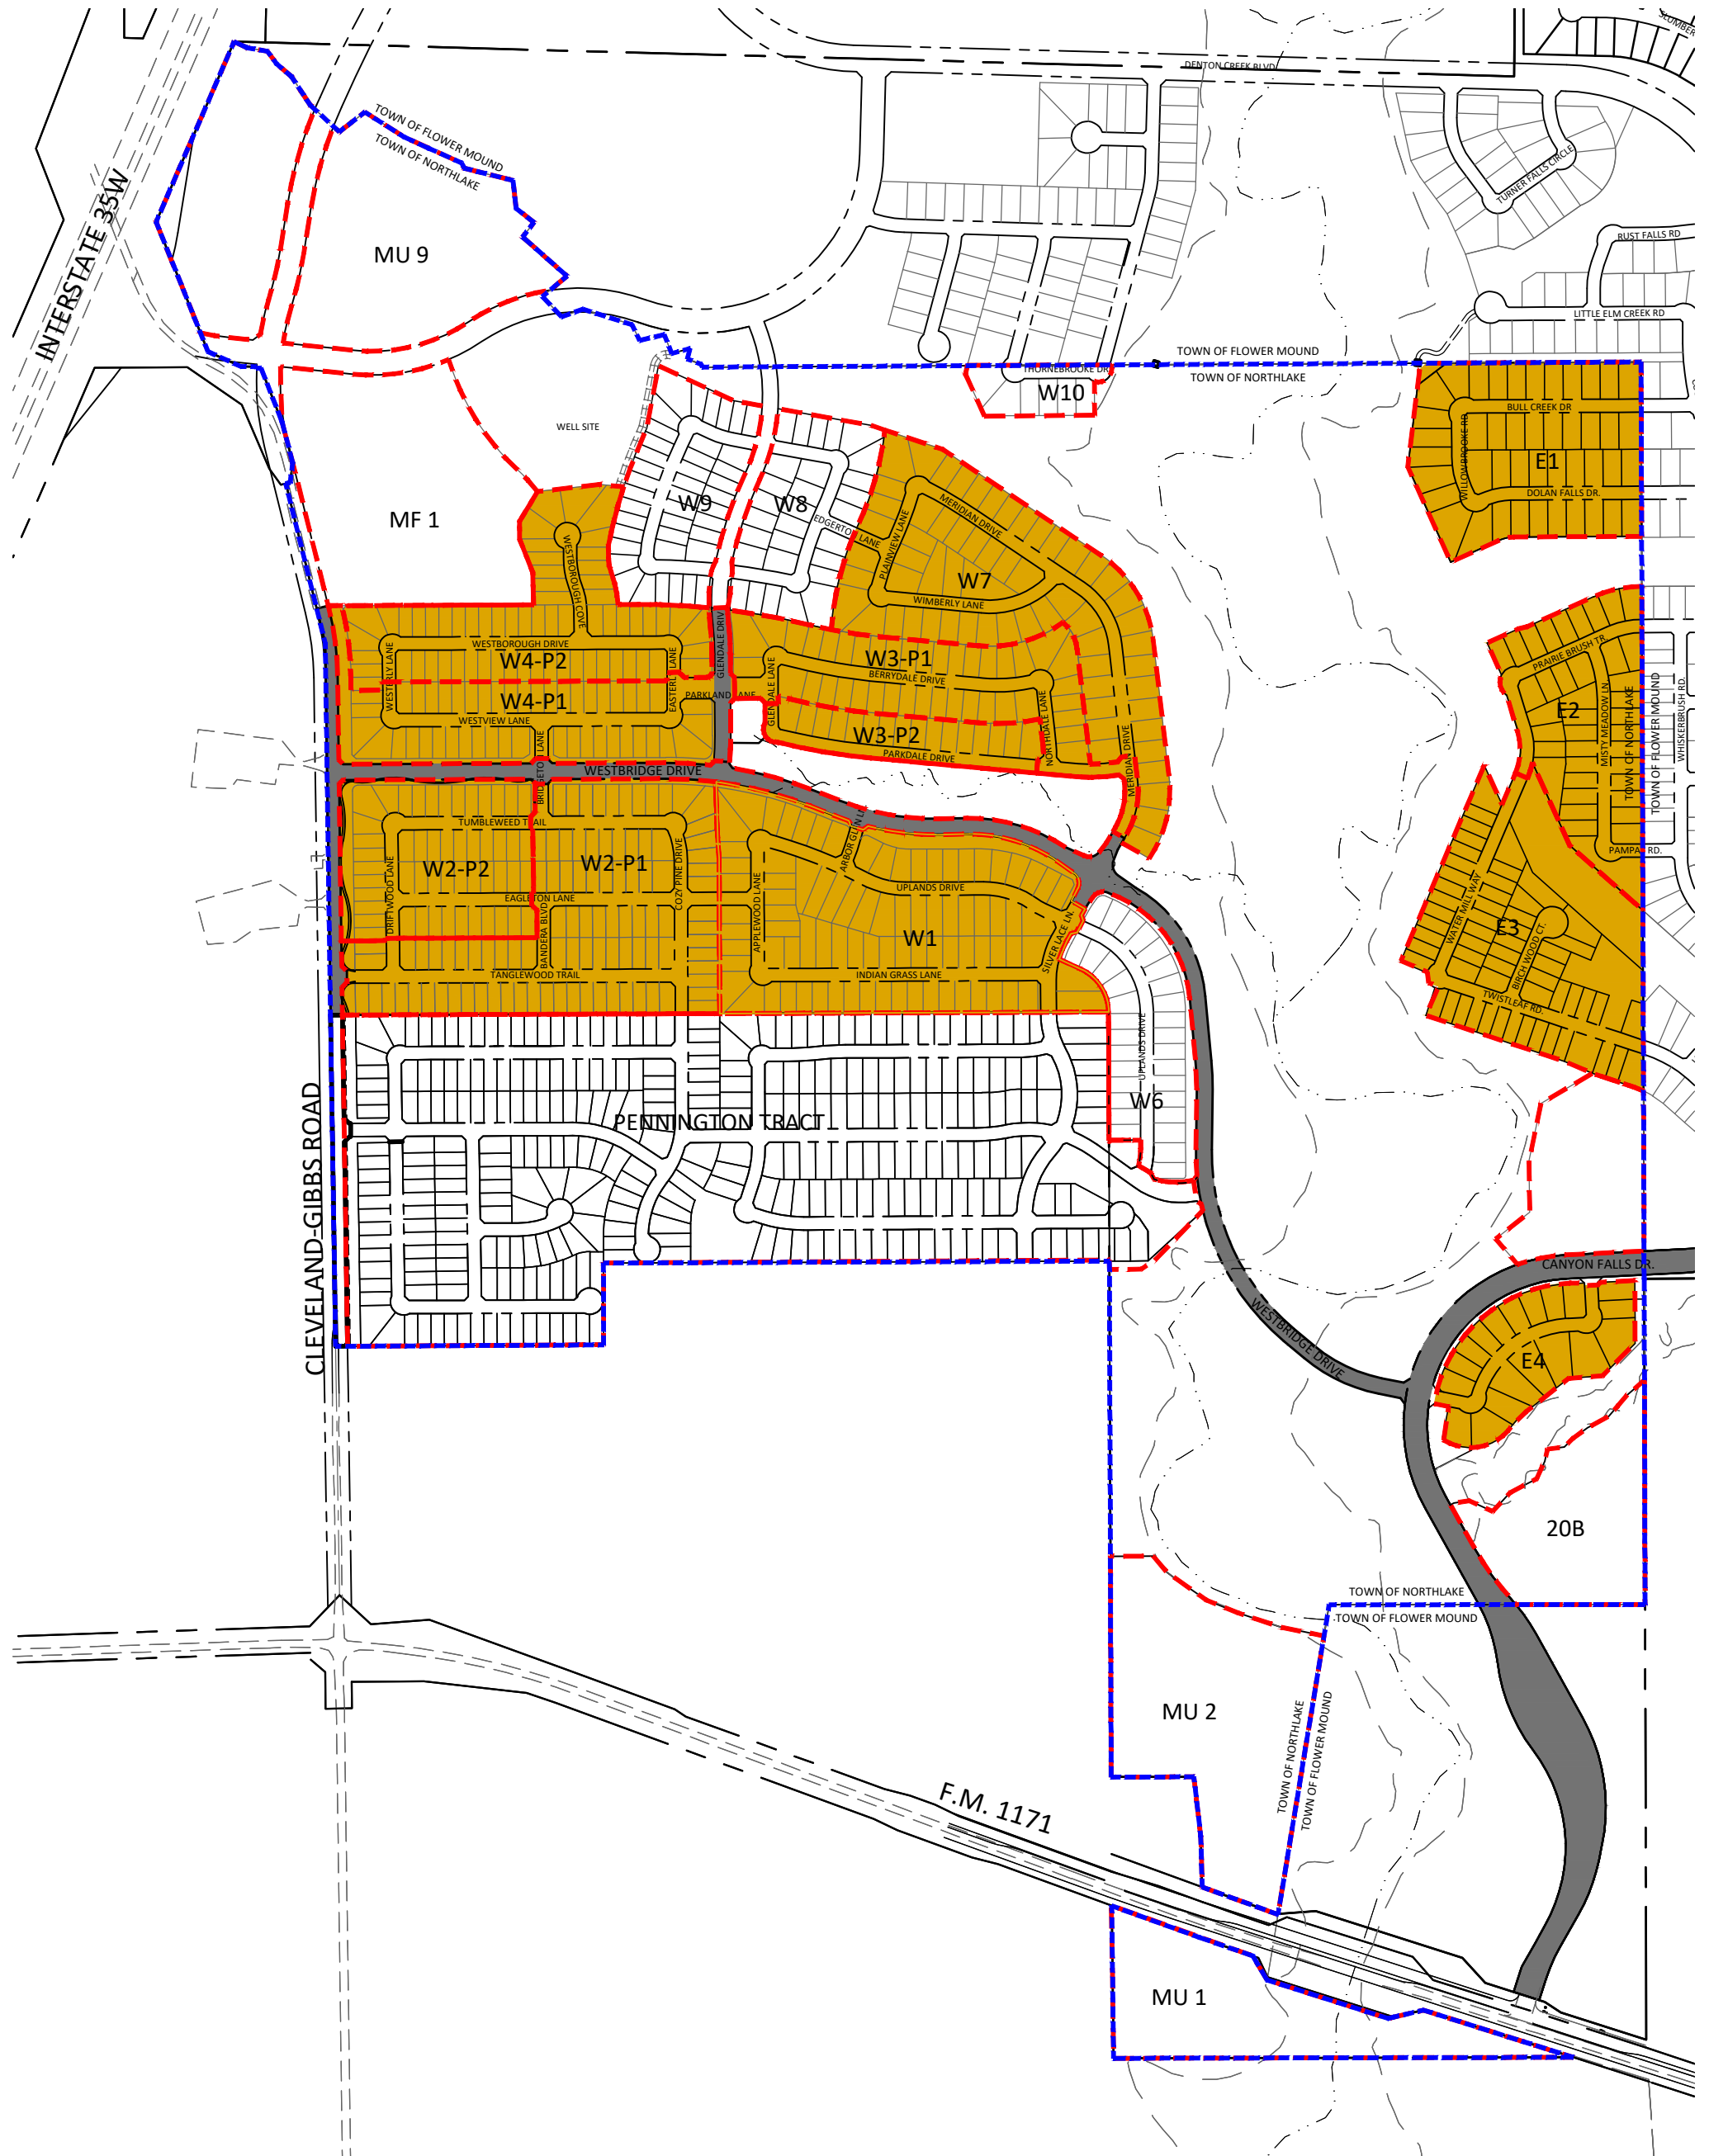 SLUMBER
DENTON CREEK BLVD
TOWN OF FLOWER MOUND
TOWN OF NORTHLAKE
TURNER FALLS CIRCLE
INTERSTATE 35W
RUST FALLS RD
MU 9
LITTLE ELM CREEK RD
TOWN OF FLOWER MOUND
TOWN OF NORTHLAKE
THORNEBROOKE DR
W10
BULL CREEK DR
WILLOWBROOKE RD
E1
DOLAN FALLS DR.
WELL SITE
MF 1
W9
W8
EDGERTO
LANE
PLAINVIEW LANE
MERIDIAN DRIVE
W7
WIMBERLY LANE
WESTBOROUGH COVE
WESTBOROUGH DRIVE
W4-P2
WESTERLY LANE
EASTERLY LANE
GLENDALE DRIV
W3-P1
BERRYDALE DRIVE
W4-P1
PARKLAND LANE
GLENDALE LANE
WESTVIEW LANE
W3-P2
PARKDALE DRIVE
NORTHDALE LANE
MERIDIAN DRIVE
PRAIRIE BRUSH TR.
E2
MISTY MEADOW LN.
TOWN OF NORTHLAKE
TOWN OF FLOWER MOUND
WHISKERBRUSH RD.
PAMPA RD.
WESTBRIDGE DRIVE
BRIDGETO
LANE
TUMBLEWEED TRAIL
W2-P2
W2-P1
DRIFTWOOD LANE
EAGLETON LANE
COZY PINE DRIVE
BANDERA BLVD
TANGLEWOOD TRAIL
APPLEWOOD LANE
ARBOR GLEN LN
UPLANDS DRIVE
W1
INDIAN GRASS LANE
SILVER LACE LN.
WATER MILL WAY
E3
BIRCH WOOD CT.
TWISTLEAF RD.
UPLANDS DRIVE
W6
PENNINGTON TRACT
CLEVELAND-GIBBS ROAD
CANYON FALLS DR.
WESTBRIDGE DRIVE
E4
20B
TOWN OF NORTHLAKE
TOWN OF FLOWER MOUND
MU 2
TOWN OF NORTHLAKE
TOWN OF FLOWER MOUND
F.M. 1171
MU 1